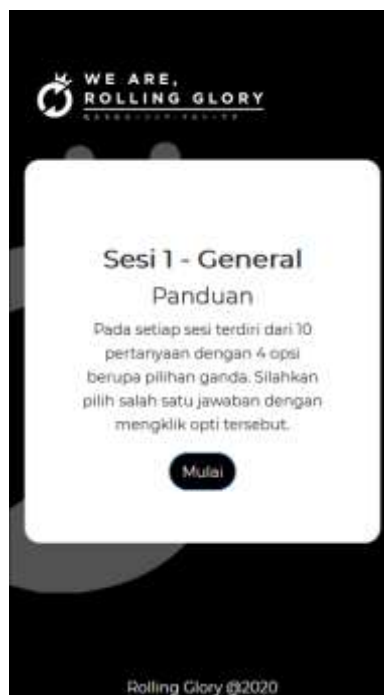 WE ARE,
ROLLING GLORY
Sesi 1 - General
Panduan
Pada setiap sesi terdiri dari 10
pertanyaan dengan 4 opsi
berupa pilihan ganda. Silahkan
pilih salah satu jawaban dengan
mengklik opti tersebut.
Mulai
Rolling Glory @2020